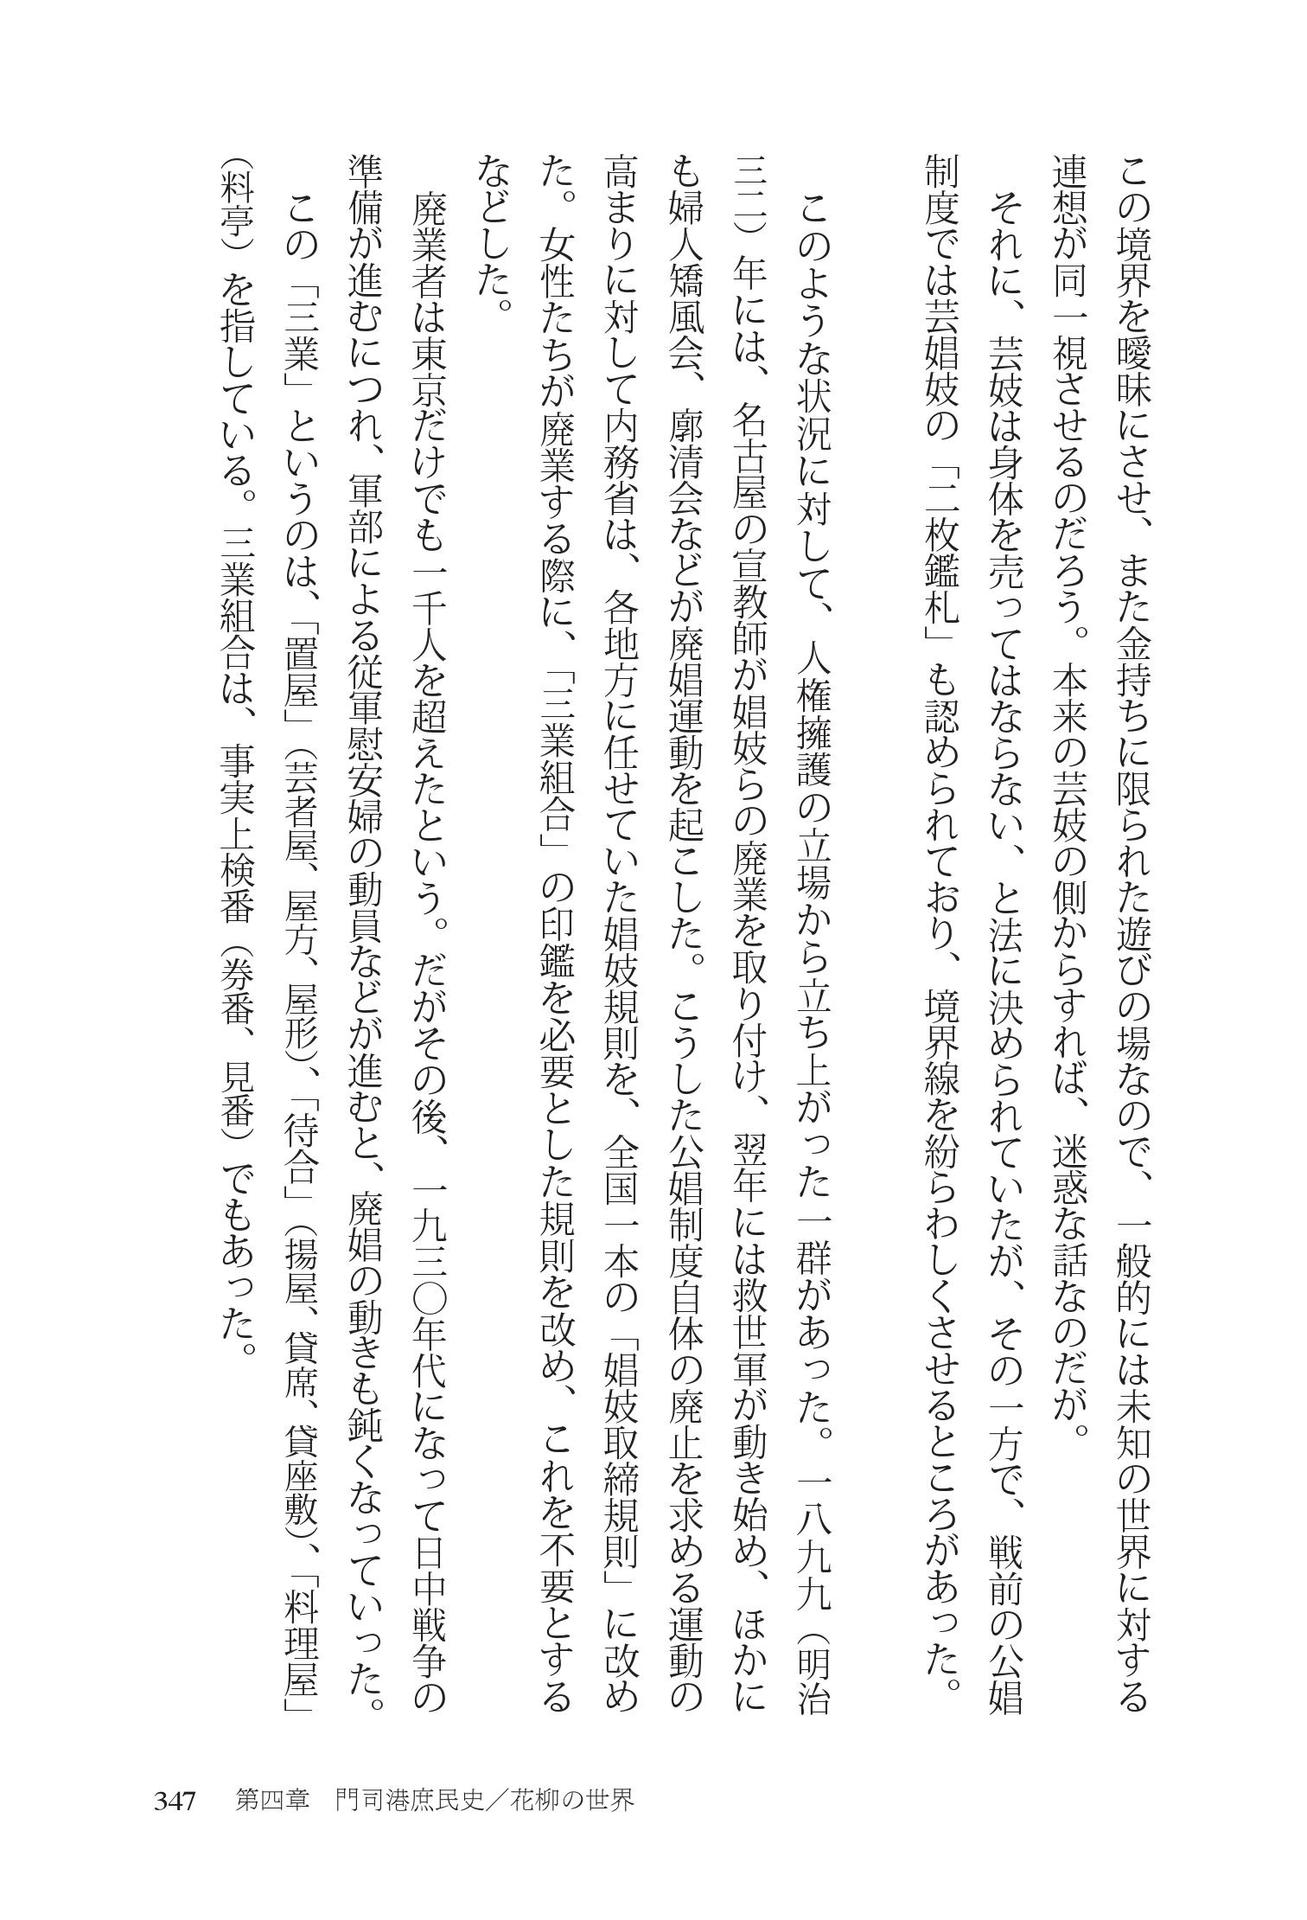 この境界を曖昧にさせ、また金持ちに限られた遊びの場なので、一般的には未知の世界に対する
連想が同一視させるのだろう。本来の芸妓の側からすれば、迷惑な話なのだが。
それに、芸妓は身体を売ってはならない、と法に決められていたが、その一方で、戦前の公娼
制度では芸娼妓の「二枚鑑札」も認められており、境界線を紛らわしくさせるところがあった。
このような状況に対して、人権擁護の立場から立ち上がった一群があった。一八九九（明治
三二）年には、名古屋の宣教師が娼妓らの廃業を取り付け、翌年には救世軍が動き始め、ほかに
も婦人矯風会、廓清会などが廃娼運動を起こした。こうした公娼制度自体の廃止を求める運動の
高まりに対して内務省は、各地方に任せていた娼妓規則を、全国一本の「娼妓取締規則」に改め
た。女性たちが廃業する際に、「三業組合」の印鑑を必要とした規則を改め、これを不要とする
などした。
廃業者は東京だけでも一千人を超えたという。だがその後、一九三〇年代になって日中戦争の
準備が進むにつれ、軍部による従軍慰安婦の動員などが進むと、廃娼の動きも鈍くなっていった。
この「三業」というのは、「置屋」（芸者屋、屋方、屋形）、「待合」（揚屋、貸席、貸座敷）、「料理屋」
（料亭）を指している。三業組合は、事実上検番（券番、見番）でもあった。
347 第四章 門司港庶民史／花柳の世界